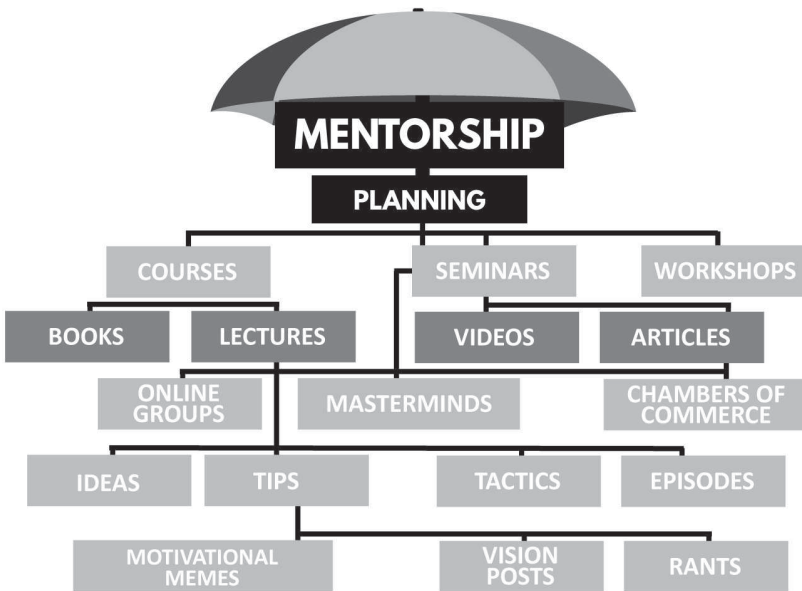 MENTORSHIP
PLANNING
COURSES
SEMINARS
WORKSHOPS
BOOKS
LECTURES
VIDEOS
ARTICLES
ONLINE
GROUPS
MASTERMINDS
CHAMBERS OF
COMMERCE
IDEAS
TIPS
TACTICS
EPISODES
MOTIVATIONAL
MEMES
VISION
POSTS
RANTS